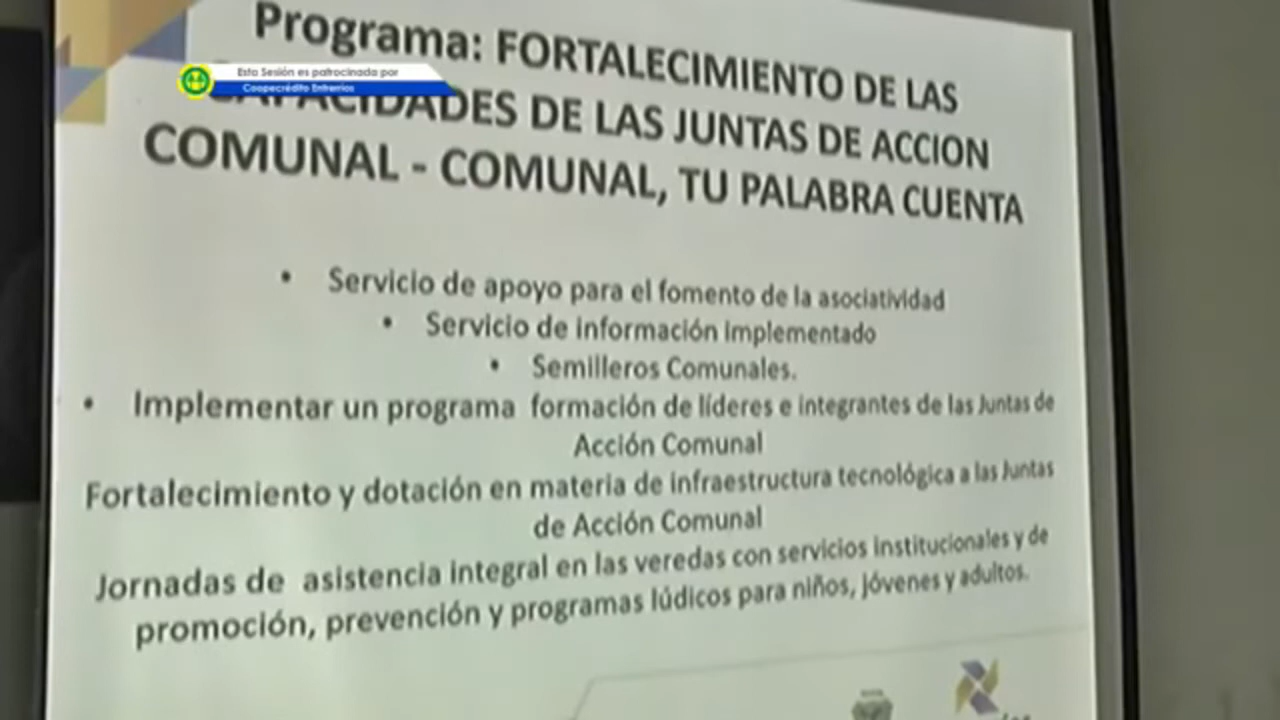 Programa: FORTALECIMIENTO DE LAS
Esta Sesión es patrocinada por
Coopecrédito Entrerrios
CAPACIDADES DE LAS JUNTAS DE ACCION
COMUNAL - COMUNAL, TU PALABRA CUENTA
• Servicio de apoyo para el fomento de la asociatividad
• Servicio de información implementado
• Semilleros Comunales.
• Implementar un programa formación de líderes e integrantes de las Juntas de
Acción Comunal
Fortalecimiento y dotación en materia de infraestructura tecnológica a las Juntas
de Acción Comunal
Jornadas de asistencia integral en las veredas con servicios institucionales y de
promoción, prevención y programas lúdicos para niños, jóvenes y adultos.